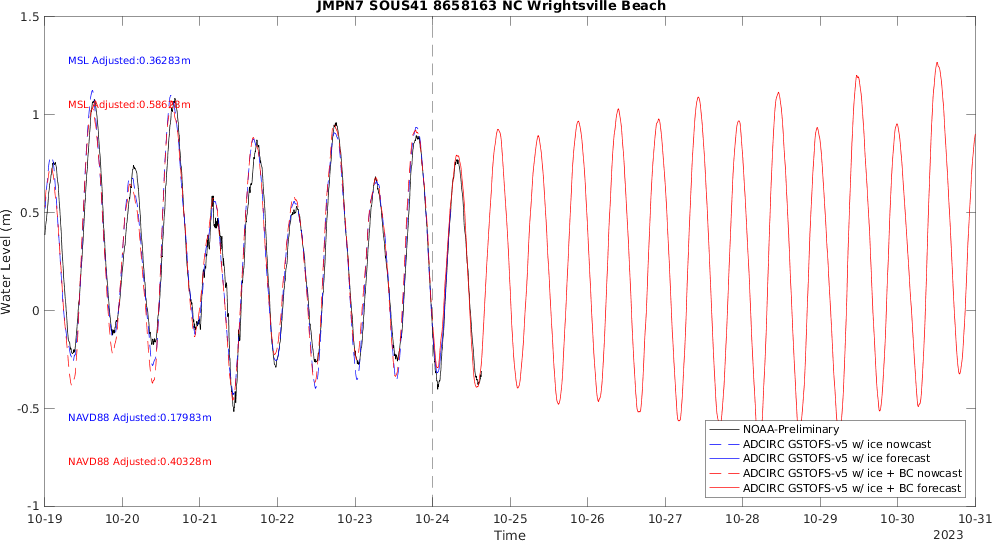 JMPN7 SOUS41 8658163 NC Wrightsville Beach
1.5
1
0.5
0
-0.5
-1
Water Level (m)
MSL Adjusted:0.36283m
MSL Adjusted:
NAVD88 Adjusted:0.17983m
NAVD88 Adjusted:0.40328m
NOAA-Preliminary
ADCIRC GSTOFS-v5 w/ ice nowcast
ADCIRC GSTOFS-v5 w/ ice forecast
ADCIRC GSTOFS-v5 w/ ice + BC nowcast
ADCIRC GSTOFS-v5 w/ ice + BC forecast
10-19 10-20 10-21 10-22 10-23 10-24 10-25 10-26 10-27 10-28 10-29 10-30 10-31
Time
2023